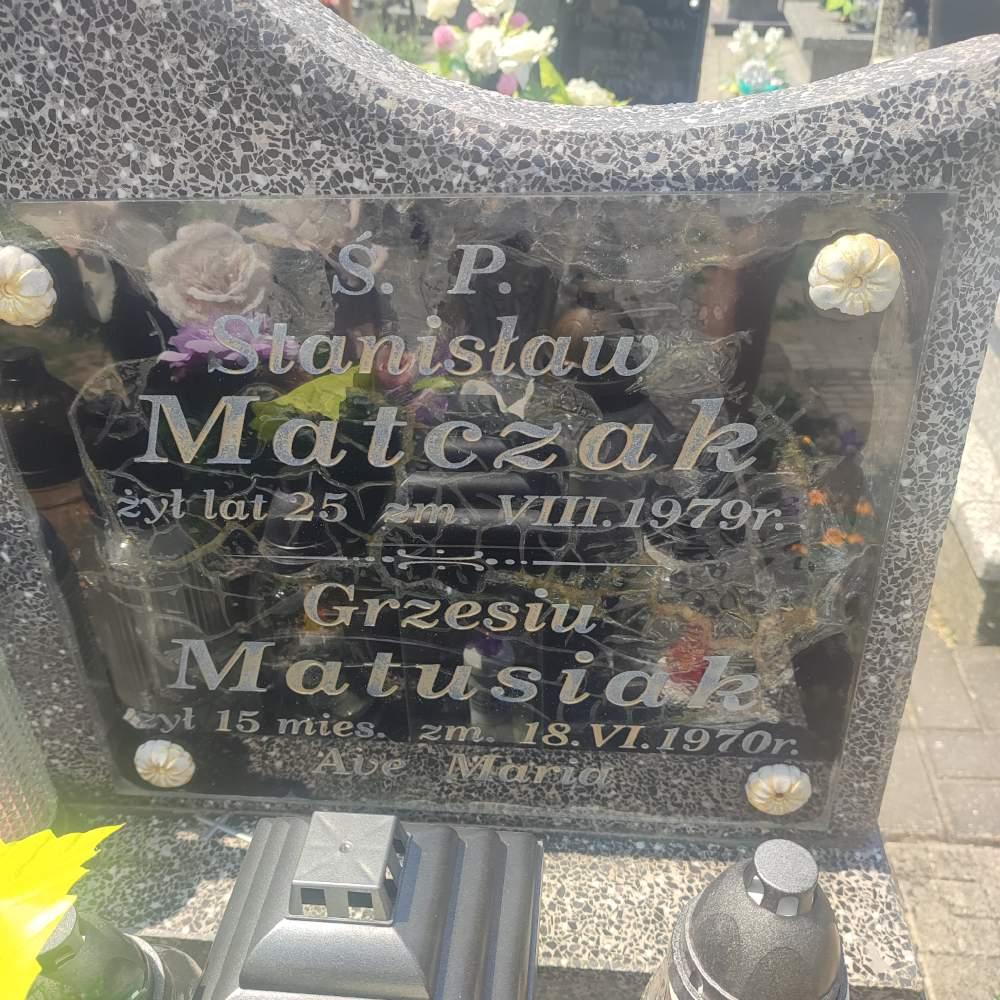 Ś. P.
Stanisław
Matczak
żył lat 25 zm. VIII.1979r.
Grzesiu
Matusiak
żył 15 mies. zm. 18.VI.1970r.
Ave Maria